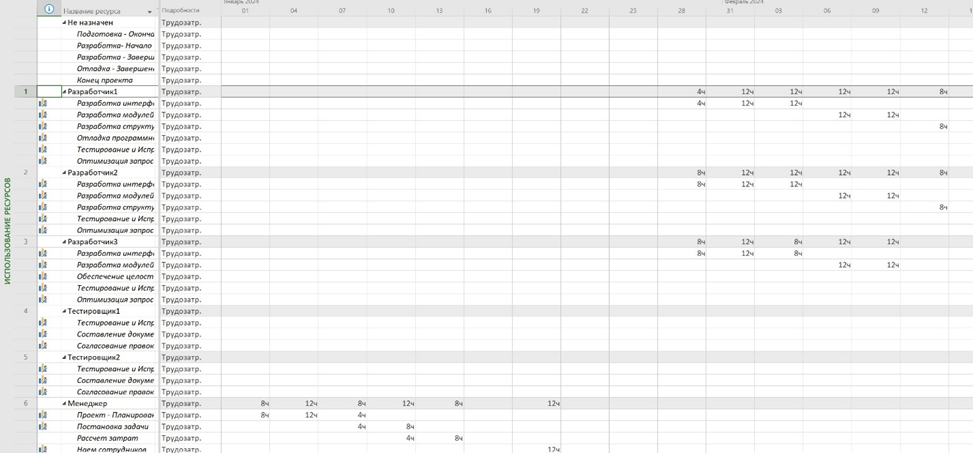 Январь 2024 Февраль 2024
Название ресурса Подробности 01 04 07 10 13 16 19 22 25 28 31 03 06 09 12
Не назначен Трудозатр.
Подготовка - Оконча Трудозатр.
Разработка- Начало Трудозатр.
Разработка - Заверш Трудозатр.
Отладка - Завершен Трудозатр.
Конец проекта Трудозатр.
1 Разработчик1 Трудозатр. 4ч 12ч 12ч 12ч 12ч 8ч
Разработка интерфе Трудозатр. 4ч 12ч 12ч
Разработка модулей Трудозатр. 12ч 12ч
Разработка структу Трудозатр. 8ч
Отладка программн Трудозатр.
Тестирование и Испр Трудозатр.
Оптимизация запрос Трудозатр.
2 Разработчик2 Трудозатр. 8ч 12ч 12ч 12ч 12ч 8ч
Разработка интерфе Трудозатр. 8ч 12ч 12ч
Разработка модулей Трудозатр. 12ч 12ч
Разработка структу Трудозатр. 8ч
Тестирование и Испр Трудозатр.
Оптимизация запрос Трудозатр.
3 Разработчик3 Трудозатр. 8ч 12ч 8ч 12ч 12ч
Разработка интерфе Трудозатр. 8ч 12ч 8ч
Разработка модулей Трудозатр. 12ч 12ч
Обеспечение целост Трудозатр.
Тестирование и Испр Трудозатр.
Оптимизация запрос Трудозатр.
4 Тестировщик1 Трудозатр.
Тестирование и Испр Трудозатр.
Составление докуме Трудозатр.
Согласование правок Трудозатр.
5 Тестировщик2 Трудозатр.
Тестирование и Испр Трудозатр.
Составление докуме Трудозатр.
Согласование правок Трудозатр.
6 Менеджер Трудозатр. 8ч 12ч 8ч 12ч 8ч 12ч
Проект - Планирован Трудозатр. 8ч 12ч 4ч
Постановка задачи Трудозатр. 4ч 8ч
Рассчет затрат Трудозатр. 4ч 8ч
Наем сотрудников Трудозатр. 12ч
ИСПОЛЬЗОВАНИЕ РЕСУРСОВ